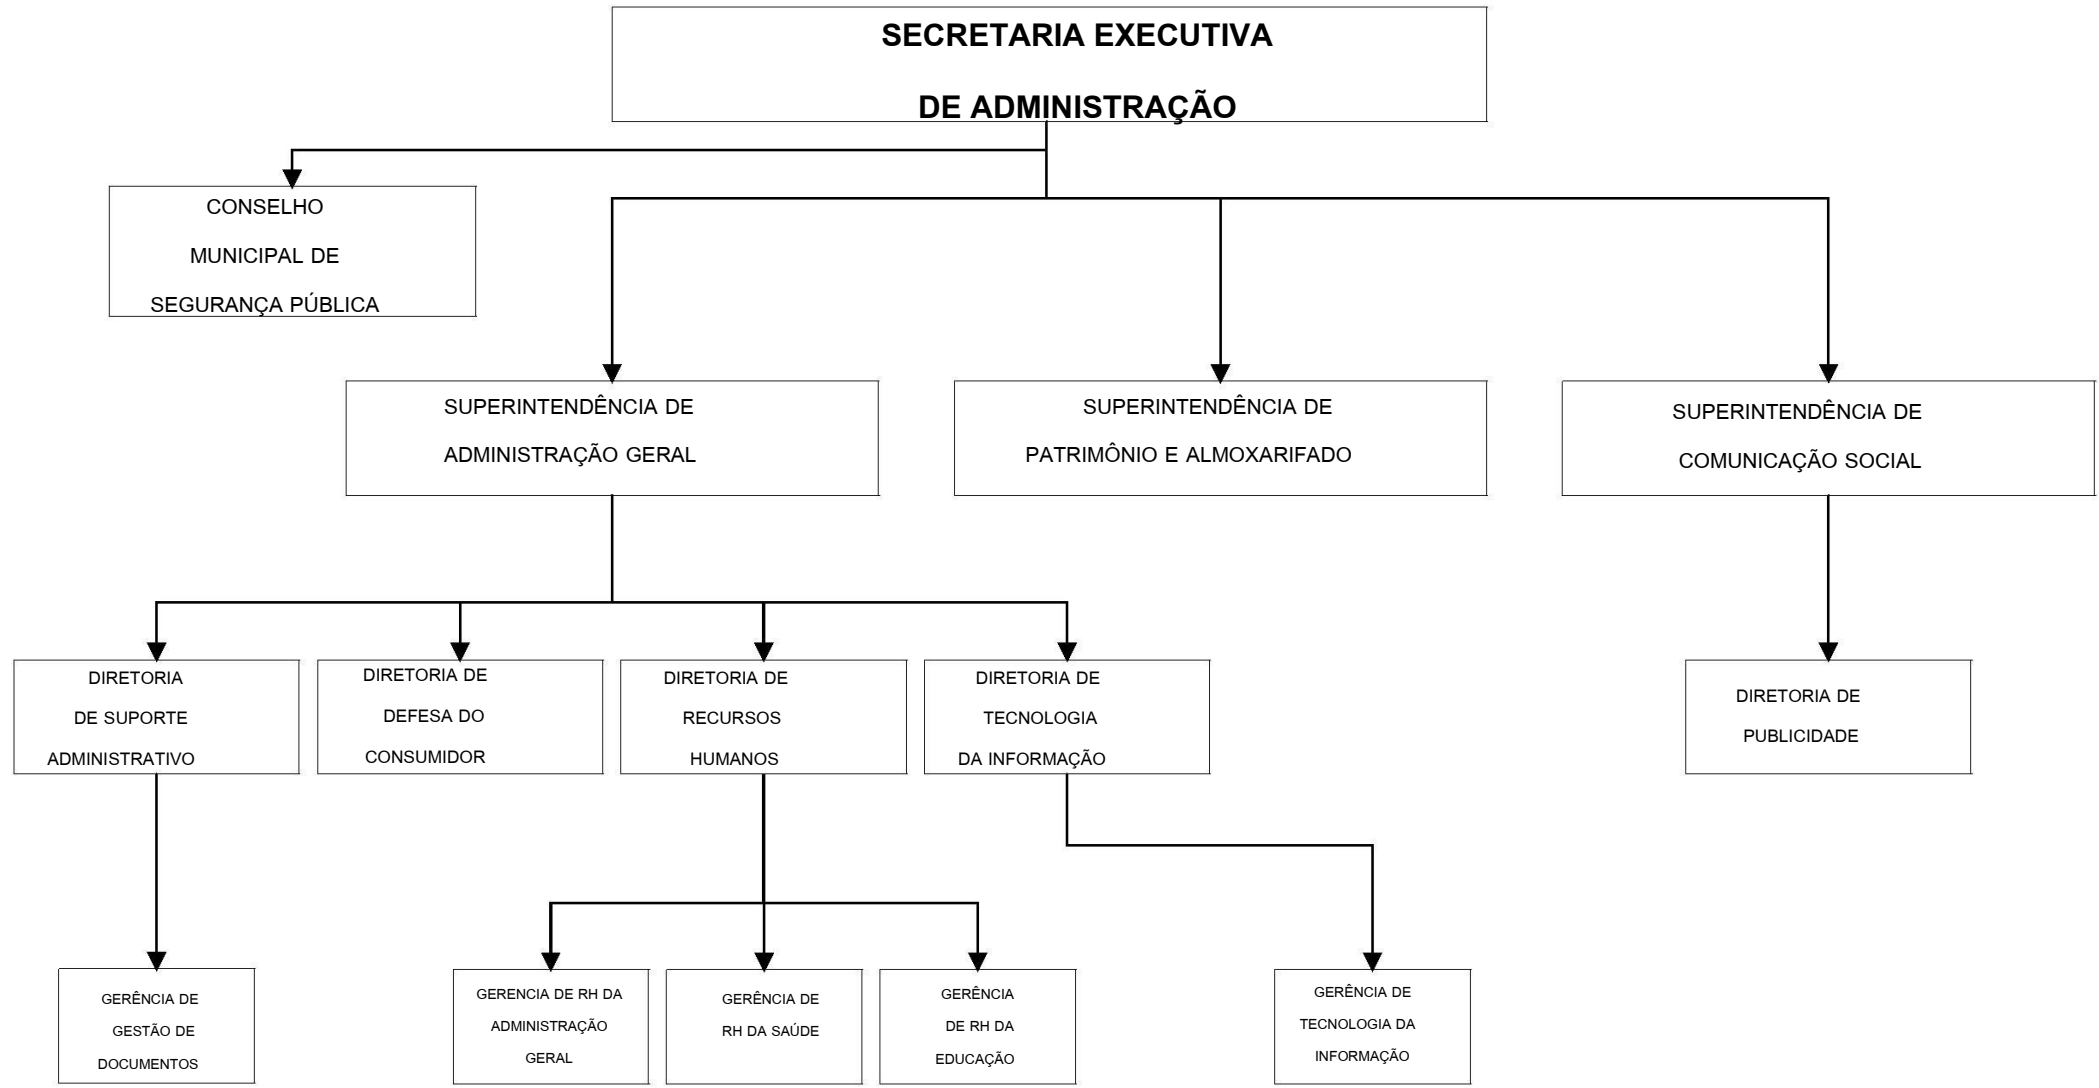 SECRETARIA EXECUTIVA
DE ADMINISTRAÇÃO
CONSELHO
MUNICIPAL DE
SEGURANÇA PÚBLICA
SUPERINTENDÊNCIA DE
ADMINISTRAÇÃO GERAL
SUPERINTENDÊNCIA DE
PATRIMÔNIO E ALMOXARIFADO
SUPERINTENDÊNCIA DE
COMUNICAÇÃO SOCIAL
DIRETORIA
DE SUPORTE
ADMINISTRATIVO
DIRETORIA DE
DEFESA DO
CONSUMIDOR
DIRETORIA DE
RECURSOS
HUMANOS
DIRETORIA DE
TECNOLOGIA
DA INFORMAÇÃO
DIRETORIA DE
PUBLICIDADE
GERÊNCIA DE
GESTÃO DE
DOCUMENTOS
GERENCIA DE RH DA
ADMINISTRAÇÃO
GERAL
GERÊNCIA DE
RH DA SAÚDE
GERÊNCIA
DE RH DA
EDUCAÇÃO
GERÊNCIA DE
TECNOLOGIA DA
INFORMAÇÃO